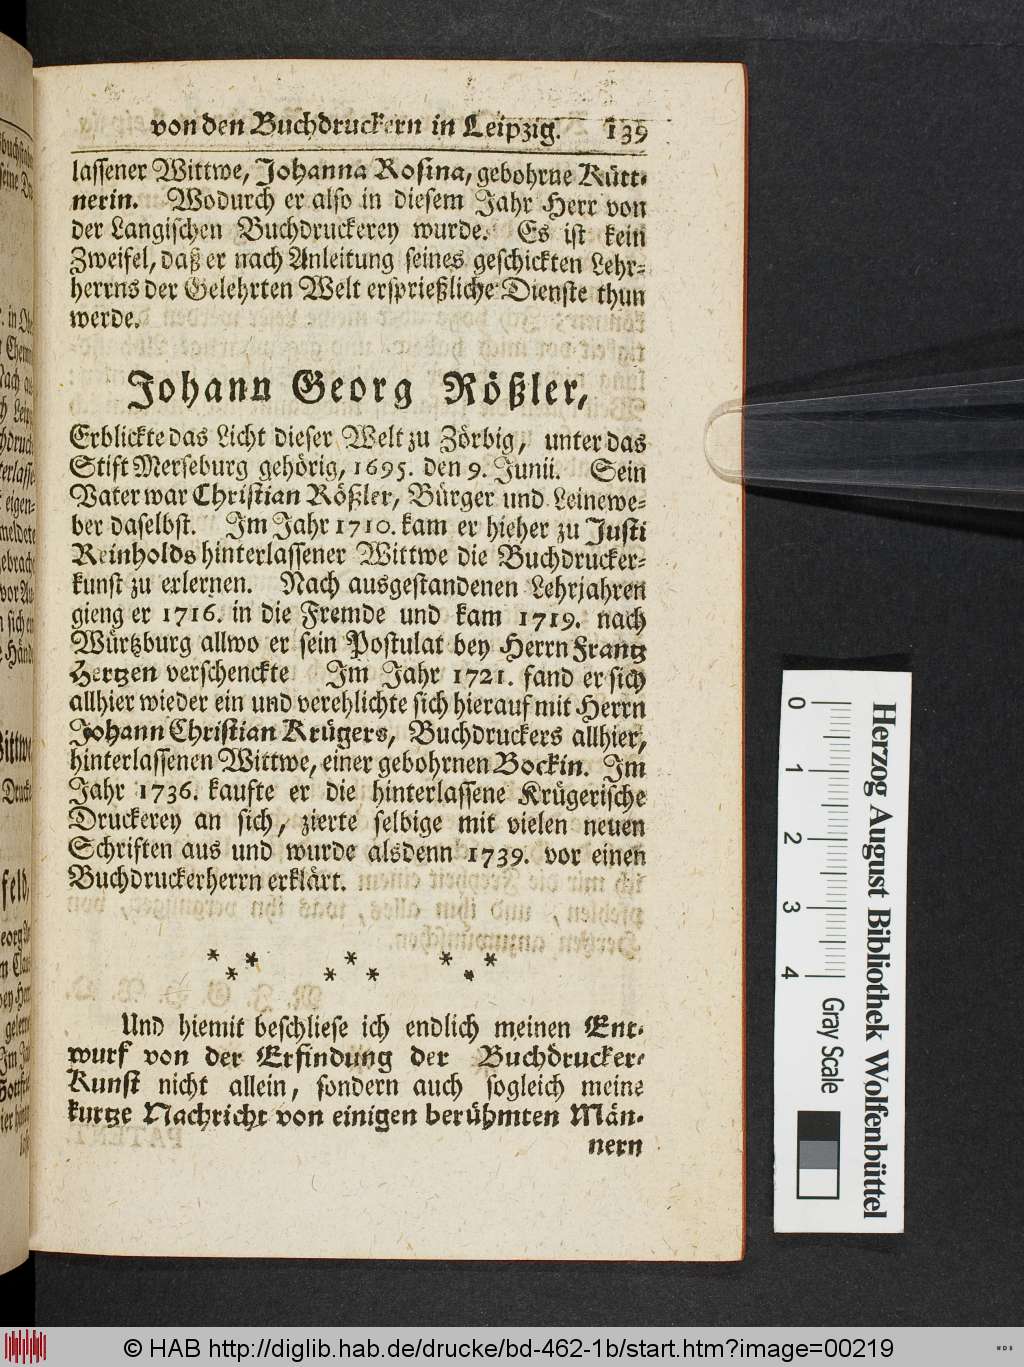 von den Buchdruckern in Leipzig. 139
lassener Wittwe, Johanna Rosina, gebohrne Kütt-
nerin. Wodurch er also in diesem Jahr Herr von
der Langischen Buchdruckerey wurde. Es ist kein
Zweifel, daß er nach Anleitung seines geschickten Lehr-
herrns der Gelehrten Welt ersprießliche Dienste thun
werde.
Johann Georg Rößler,
Erblickte das Licht dieser Welt zu Zörbig, unter das
Stift Merseburg gehörig, 1695. den 9. Junii. Sein
Vater war Christian Rößler, Bürger und Leinewe-
ber daselbst. Im Jahr 1710. kam er hieher zu Justi
Reinholds hinterlassener Wittwe die Buchdrucker-
kunst zu erlernen. Nach ausgestandenen Lehrjahren
gieng er 1716. in die Fremde und kam 1719. nach
Würtzburg allwo er sein Postulat bey Herrn Frantz
Hertzen verschenckte Im Jahr 1721. fand er sich
allhier wieder ein und verehlichte sich hierauf mit Herrn
Johann Christian Krügers, Buchdruckers allhier,
hinterlassenen Wittwe, einer gebohrnen Bockin. Im
Jahr 1736. kaufte er die hinterlassene Krügerische
Druckerey an sich, zierte selbige mit vielen neuen
Schriften aus und wurde alsdenn 1739. vor einen
Buchdruckerherrn erklärt.
* * * * * * * * *
Und hiemit beschliese ich endlich meinen Ent-
wurf von der Erfindung der Buchdrucker-
Kunst nicht allein, sondern auch sogleich meine
kurtze Nachricht von einigen berühmten Män-
nern
Herzog August Bibliothek Wolfenbüttel
0 1 2 3 4 Gray Scale
© HAB http://diglib.hab.de/drucke/bd-462-1b/start.htm?image=00219